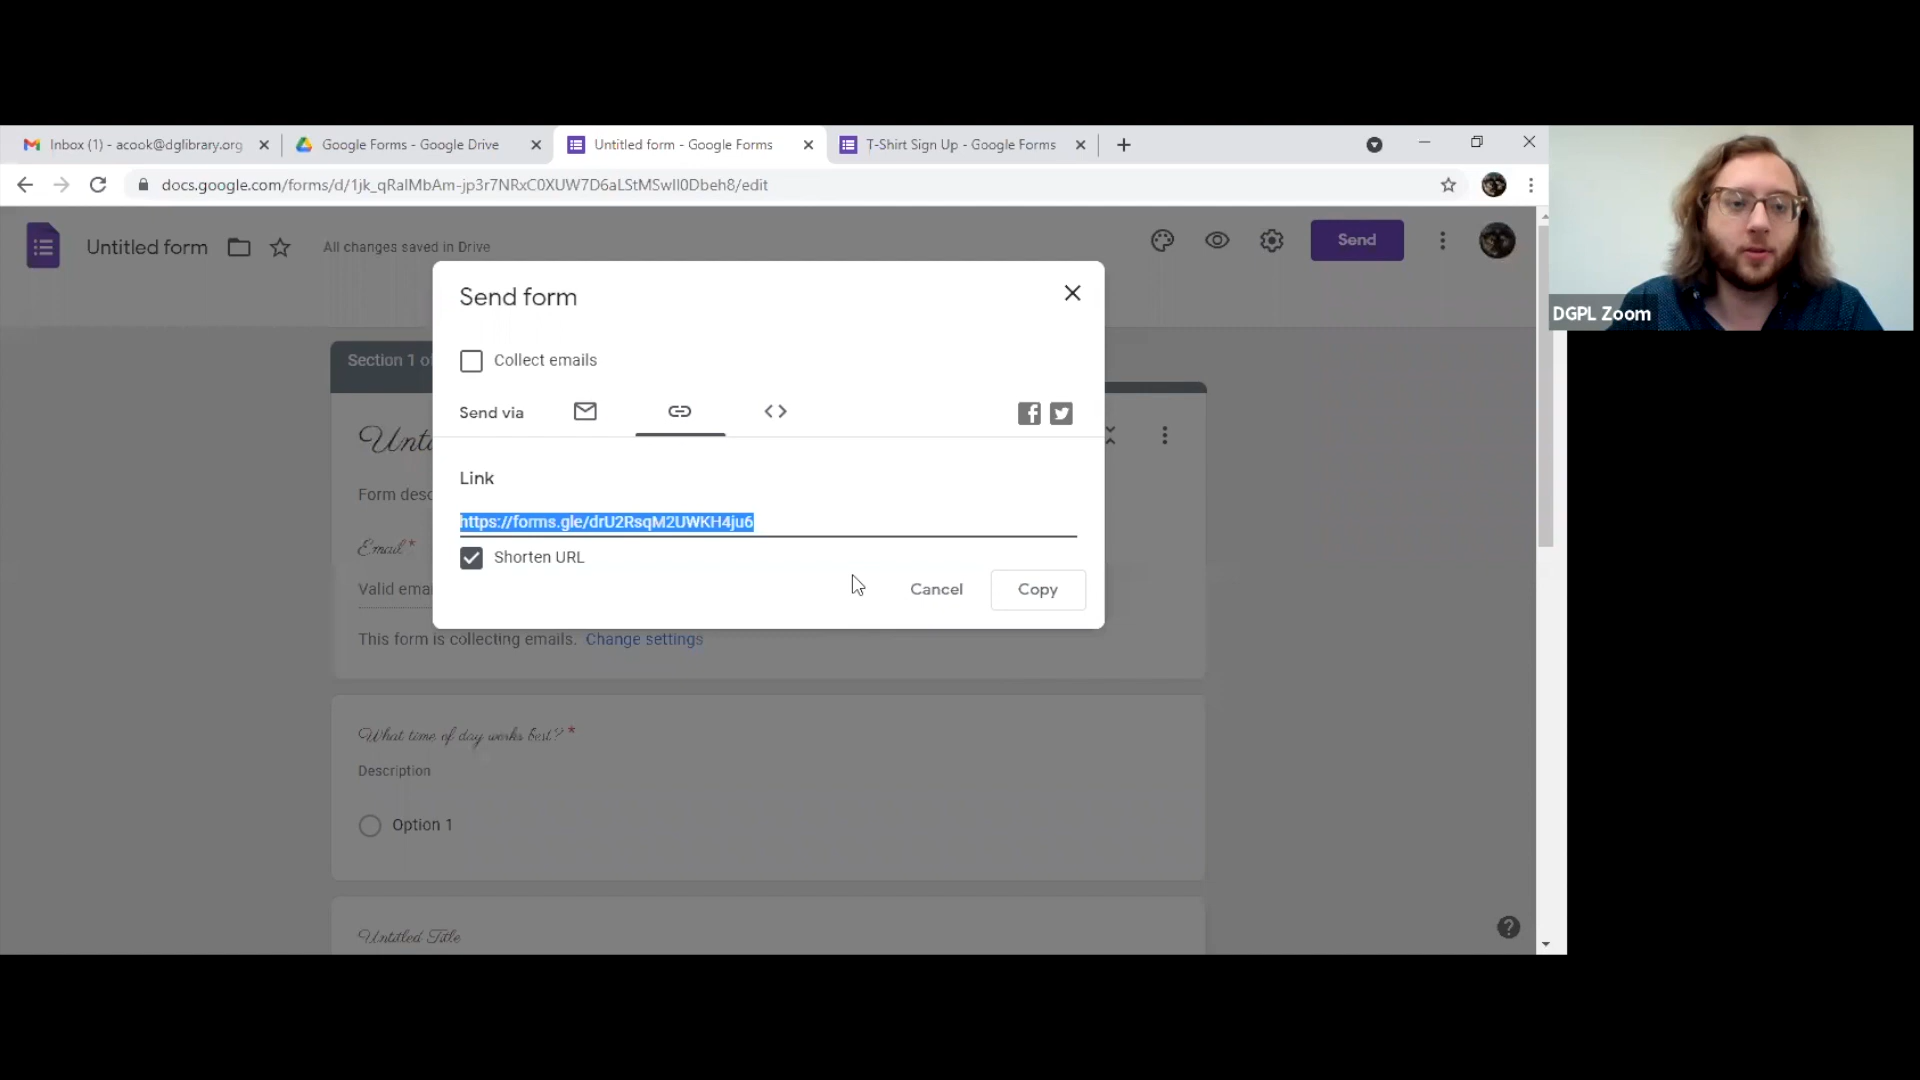 Inbox (1) - acook@dglibrary.org
Google Forms - Google Drive
Untitled form - Google Forms
T-Shirt Sign Up - Google Forms
docs.google.com/forms/d/1jk_qRalMbAm-jp3r7NRxC0XUW7D6aLStMSwIl0Dbeh8/edit
Untitled form
All changes saved in Drive
Send
DGPL Zoom
Send form
Section 1 o
Collect emails
Send via
Unt
Link
Form desc
https://forms.gle/drU2RsqM2UWKH4ju6
Email *
Shorten URL
Valid emai
Cancel
Copy
This form is collecting emails. Change settings
What time of day works best? *
Description
Option 1
Untitled Title